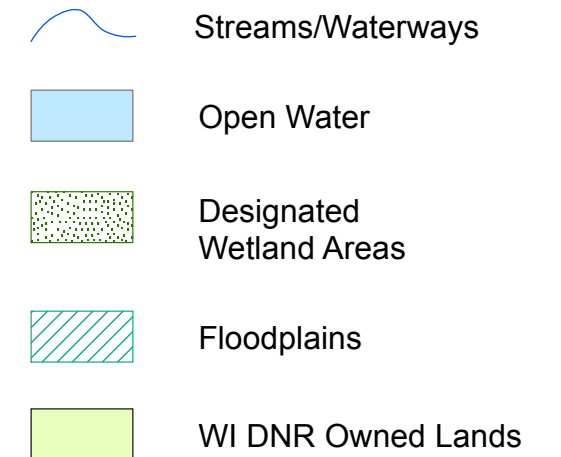 Streams/Waterways
Open Water
Designated
Wetland Areas
Floodplains
WI DNR Owned Lands